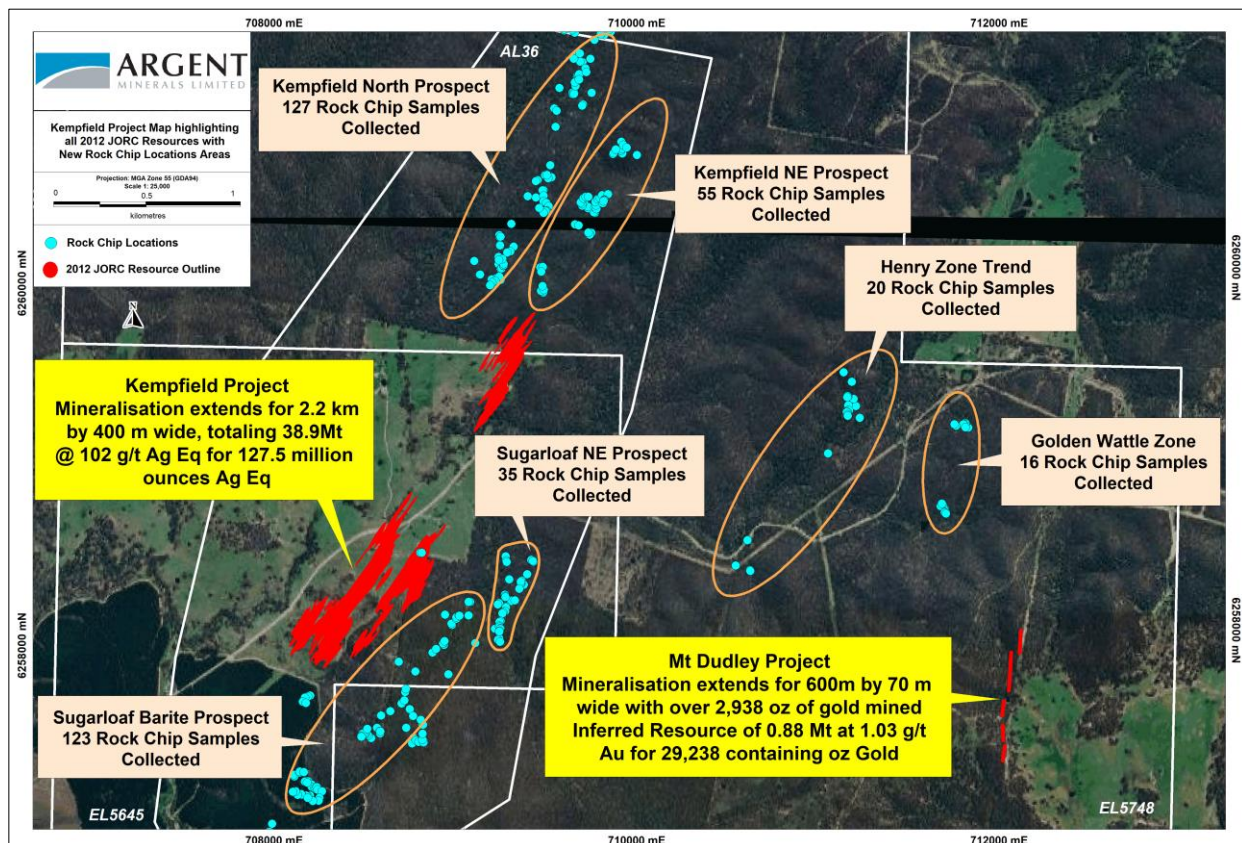 708000 mE
710000 mE
712000 mE
ARGENT
MINERALS LIMITED
Kempfield Project Map highlighting
all 2012 JORC Resources with
New Rock Chip Locations Areas
Projection: MGA Zone 55 (GDA94)
Scale 1: 25,000
0 0.5 1
kilometres
Rock Chip Locations
2012 JORC Resource Outline
N
AL36
Kempfield North Prospect
127 Rock Chip Samples
Collected
Kempfield NE Prospect
55 Rock Chip Samples
Collected
Henry Zone Trend
20 Rock Chip Samples
Collected
6260000 mN
6260000 mN
Kempfield Project
Mineralisation extends for 2.2 km
by 400 m wide, totaling 38.9Mt
@ 102 g/t Ag Eq for 127.5 million
ounces Ag Eq
Sugarloaf NE Prospect
35 Rock Chip Samples
Collected
Golden Wattle Zone
16 Rock Chip Samples
Collected
6258000 mN
6258000 mN
Mt Dudley Project
Mineralisation extends for 600m by 70 m
wide with over 2,938 oz of gold mined
Inferred Resource of 0.88 Mt at 1.03 g/t
Au for 29,238 containing oz Gold
Sugarloaf Barite Prospect
123 Rock Chip Samples
Collected
EL5645
EL5748
708000 mE
710000 mE
712000 mE